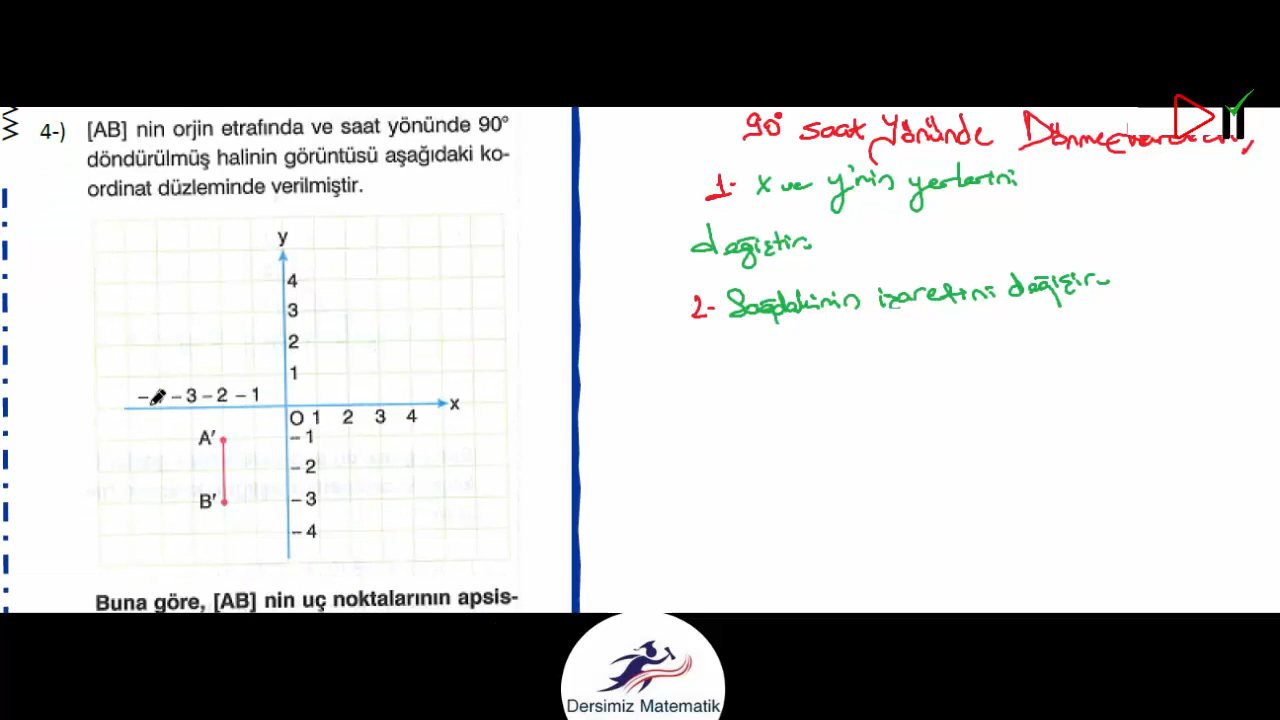 4-) [AB] nin orjin etrafında ve saat yönünde 90°
döndürülmüş halinin görüntüsü aşağıdaki ko-
ordinat düzleminde verilmiştir.
y
4
3
2
1
- 3 - 2 - 1
x
O 1 2 3 4
A'
- 1
- 2
B'
- 3
- 4
Buna göre, [AB] nin uç noktalarının apsis-
90° saat yönünde
1- x ve y'nin yerlerini
değiştir.
2- Sağdakinin işaretini değişir.
Dersimiz Matematik